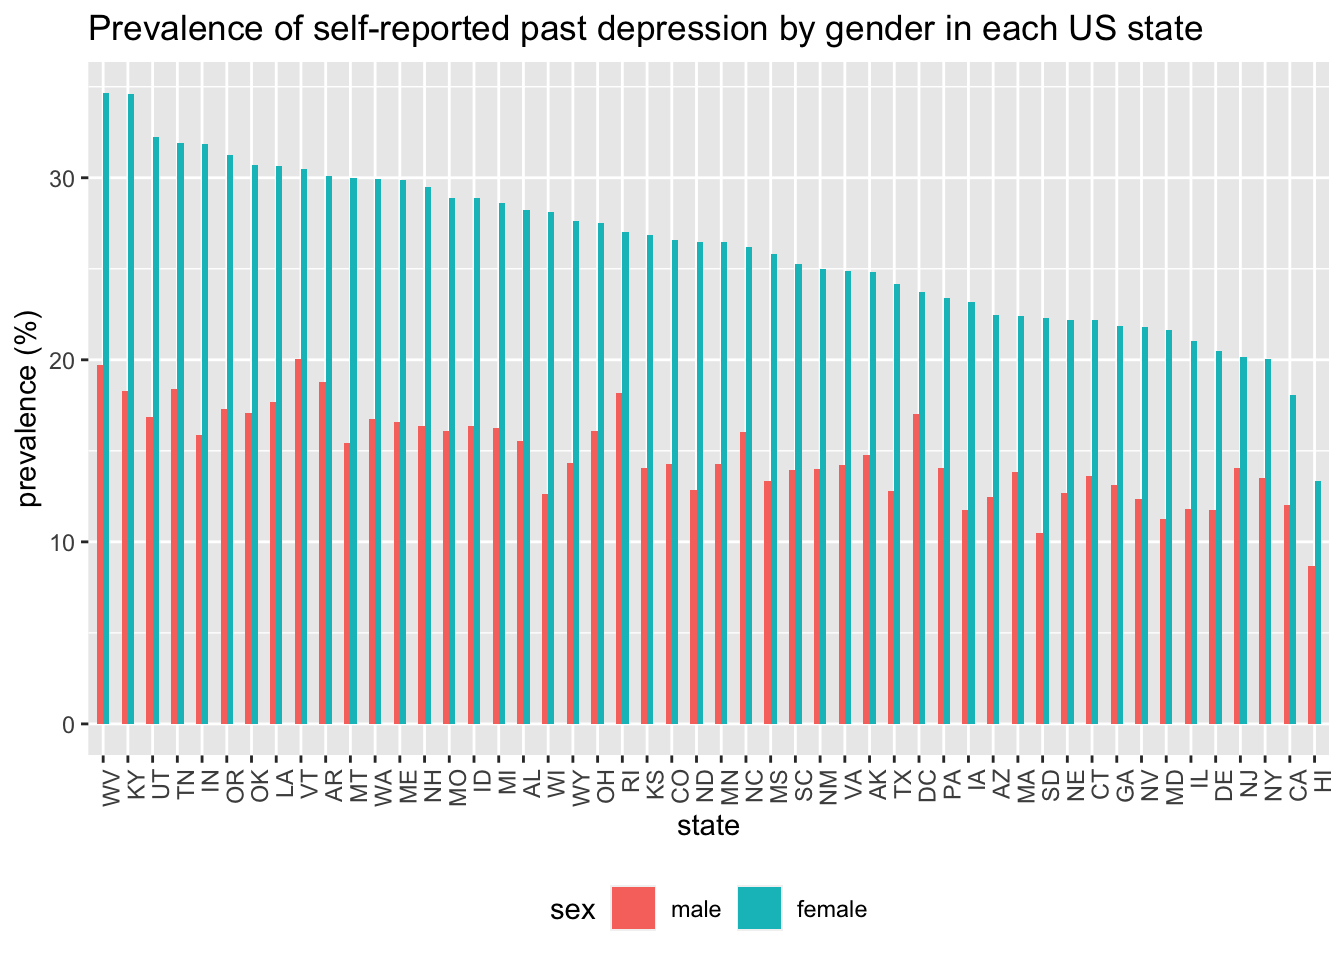 Prevalence of self-reported past depression by gender in each US state
prevalence (%)
30
20
10
0
WV KY UT TN IN OR OK LA VT AR MT WA ME NH MO ID MI AL WI WY OH RI KS CO ND MN NC MS SC NM VA AK TX DC PA IA AZ MA SD NE CT GA NV MD IL DE NJ NY CA HI
state
sex male female